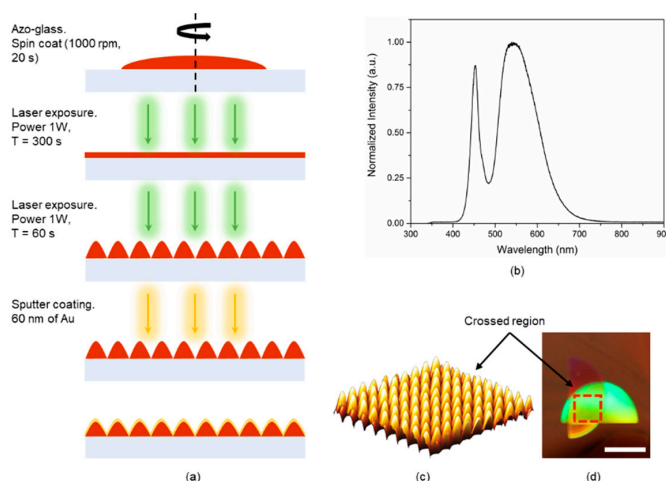 Azo-glass.
Spin coat (1000 rpm,
20 s)
Laser exposure.
Power 1W,
T = 300 s
Laser exposure.
Power 1W,
T = 60 s
Sputter coating.
60 nm of Au
(a)
Normalized Intensity (a.u.)
1.00
0.75
0.50
0.25
0.00
300 400 500 600 700 800 900
Wavelength (nm)
(b)
Crossed region
(c)
(d)